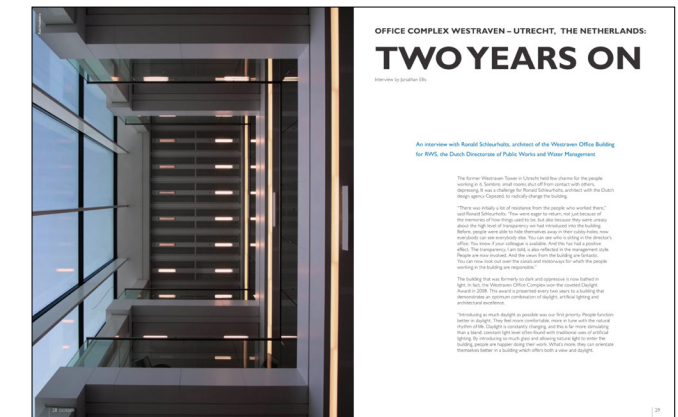 OFFICE COMPLEX WESTRAVEN – UTRECHT, THE NETHERLANDS:
TWO YEARS ON
Interview by Jonathan Ellis
An interview with Ronald Schleurholts, architect of the Westraven Office Building
for RWS, the Dutch Directorate of Public Works and Water Management
The former Westraven Tower in Utrecht held few charms for the people
working in it. Sombre, small rooms shut off from contact with others,
depressing. It was a challenge for Ronald Schleurholts, architect with the Dutch
design agency Cepezed, to radically change the building.
"There was initially a lot of resistance from the people who worked there,"
said Ronald Schleurholts. "Few were eager to return, not just because of
the memories of how things used to be, but also because they were uneasy
about the high level of transparency we had introduced into the building.
Before, people were able to hide themselves away in their cubby-holes; now
everybody can see everybody else. You can see who is sitting in the director's
office. You know if your colleague is available. And this has had a positive
effect. The transparency, I am told, is also reflected in the management style.
People are now involved. And the views from the building are fantastic.
You can now look out over the canals and motorways for which the people
working in the building are responsible."
The building that was formerly so dark and oppressive is now bathed in
light. In fact, the Westraven Office Complex won the coveted Daylight
Award in 2008. This award is presented every two years to a building that
demonstrates an optimum combination of daylight, artificial lighting and
architectural excellence.
"Introducing as much daylight as possible was our first priority. People function
better in daylight. They feel more comfortable, more in tune with the natural
rhythm of life. Daylight is constantly changing, and this is far more stimulating
than a bland, constant light level often found with traditional uses of artificial
lighting. By introducing so much glass and allowing natural light to enter the
building, people are happier doing their work. What's more, they can orientate
themselves better in a building which offers both a view and daylight.
28
29